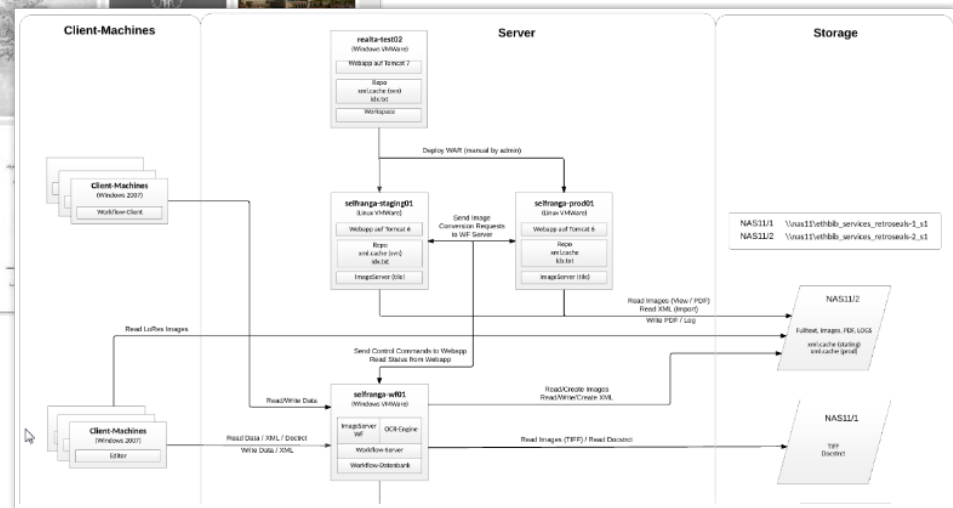 Client-Machines
Server
Storage
realta-test02
(Windows VMWare)
Webapp auf Tomcat 7
Repo
xml.cache (svn)
idx.txt
Workspace
Deploy WAR (manual by admin)
Client-Machines
(Windows 2007)
Workflow-Client
selfranga-staging01
(Linux VMWare)
Webapp auf Tomcat 6
Repo
xml.cache (svn)
idx.txt
ImageServer (tile)
Send Image
Conversion Requests
to WF Server
selfranga-prod01
(Linux VMWare)
Webapp auf Tomcat 6
Repo
xml.cache
idx.txt
ImageServer (tile)
NAS11/1 \\nas11\ethbib_services_retroseals-1_s1
NAS11/2 \\nas11\ethbib_services_retroseals-2_s1
Read Images (View / PDF)
Read XML (Import)
Write PDF / Log
NAS11/2
Fulltext, Images, PDF, LOGS
xml.cache (stating)
xml.cache (prod)
Read LoRes Images
Send Control Commands to Webapp
Read Status from Webapp
Read/Write Data
selfranga-wf01
(Windows VMWare)
ImageServer
WF
OCR-Engine
Workflow-Server
Workflow-Datenbank
Read/Create Images
Read/Write/Create XML
Client-Machines
(Windows 2007)
Editor
Read Data / XML / Doctrct
Write Data / XML
Read Images (TIFF) / Read Docstrct
NAS11/1
TIFF
Docstrct